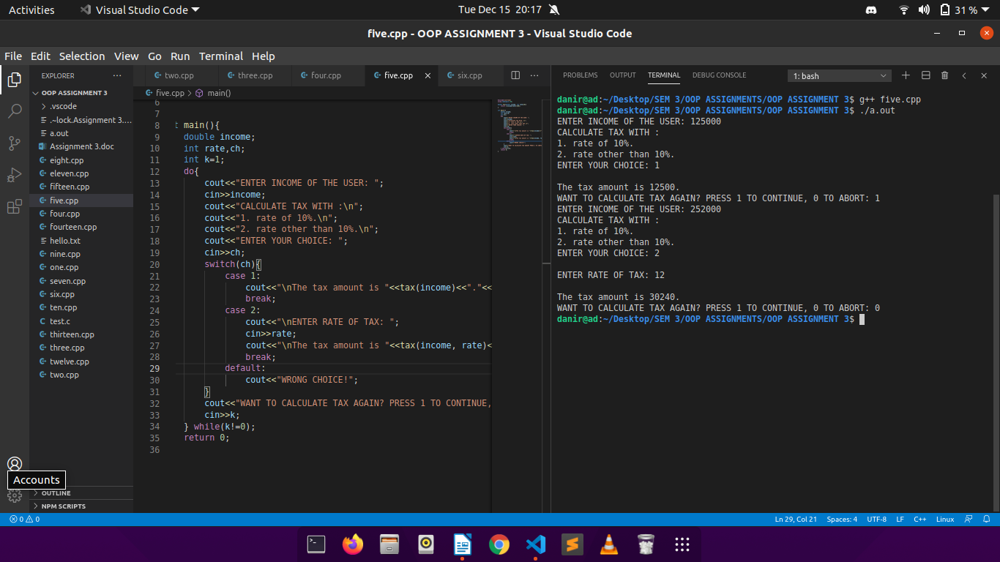 Activities Visual Studio Code Tue Dec 15 20:17 31 %
five.cpp - OOP ASSIGNMENT 3 - Visual Studio Code
File Edit Selection View Go Run Terminal Help
EXPLORER ···
OOP ASSIGNMENT 3
.vscode
.~lock.Assignment 3....
a.out
Assignment 3.doc
eight.cpp
eleven.cpp
fifteen.cpp
five.cpp
four.cpp
fourteen.cpp
hello.txt
nine.cpp
one.cpp
seven.cpp
six.cpp
ten.cpp
test.c
thirteen.cpp
three.cpp
twelve.cpp
two.cpp
Accounts
OUTLINE
NPM SCRIPTS
two.cpp three.cpp four.cpp five.cpp six.cpp ···
five.cpp > main()
6
7
8 t main(){
9 double income;
10 int rate,ch;
11 int k=1;
12 do{
13 cout<<"ENTER INCOME OF THE USER: ";
14 cin>>income;
15 cout<<"CALCULATE TAX WITH :\n";
16 cout<<"1. rate of 10%.\n";
17 cout<<"2. rate other than 10%.\n";
18 cout<<"ENTER YOUR CHOICE: ";
19 cin>>ch;
20 switch(ch){
21 case 1:
22 cout<<"\nThe tax amount is "<<tax(income)<<"."<<
23 break;
24 case 2:
25 cout<<"\nENTER RATE OF TAX: ";
26 cin>>rate;
27 cout<<"\nThe tax amount is "<<tax(income, rate)<
28 break;
29 default:
30 cout<<"WRONG CHOICE!";
31 }
32 cout<<"WANT TO CALCULATE TAX AGAIN? PRESS 1 TO CONTINUE,
33 cin>>k;
34 } while(k!=0);
35 return 0;
36
PROBLEMS OUTPUT TERMINAL DEBUG CONSOLE 1: bash
danir@ad:~/Desktop/SEM 3/OOP ASSIGNMENTS/OOP ASSIGNMENT 3$ g++ five.cpp
danir@ad:~/Desktop/SEM 3/OOP ASSIGNMENTS/OOP ASSIGNMENT 3$ ./a.out
ENTER INCOME OF THE USER: 125000
CALCULATE TAX WITH :
1. rate of 10%.
2. rate other than 10%.
ENTER YOUR CHOICE: 1
The tax amount is 12500.
WANT TO CALCULATE TAX AGAIN? PRESS 1 TO CONTINUE, 0 TO ABORT: 1
ENTER INCOME OF THE USER: 252000
CALCULATE TAX WITH :
1. rate of 10%.
2. rate other than 10%.
ENTER YOUR CHOICE: 2
ENTER RATE OF TAX: 12
The tax amount is 30240.
WANT TO CALCULATE TAX AGAIN? PRESS 1 TO CONTINUE, 0 TO ABORT: 0
danir@ad:~/Desktop/SEM 3/OOP ASSIGNMENTS/OOP ASSIGNMENT 3$
0 0 Ln 29, Col 21 Spaces: 4 UTF-8 LF C++ Linux